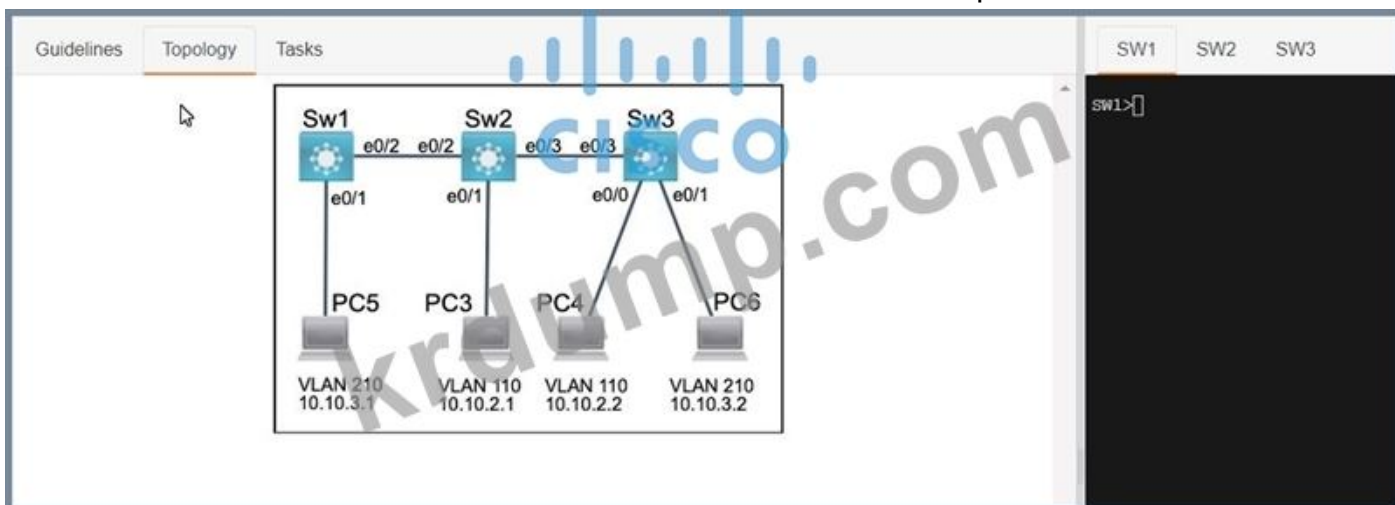 Guidelines Topology Tasks
SW1 SW2 SW3
SW1>
CISCO
krdump.com
Sw1 Sw2 Sw3
e0/2 e0/2 e0/3 e0/3
e0/1 e0/1 e0/0 e0/1
PC5 PC3 PC4 PC6
VLAN 210 VLAN 110 VLAN 110 VLAN 210
10.10.3.1 10.10.2.1 10.10.2.2 10.10.3.2